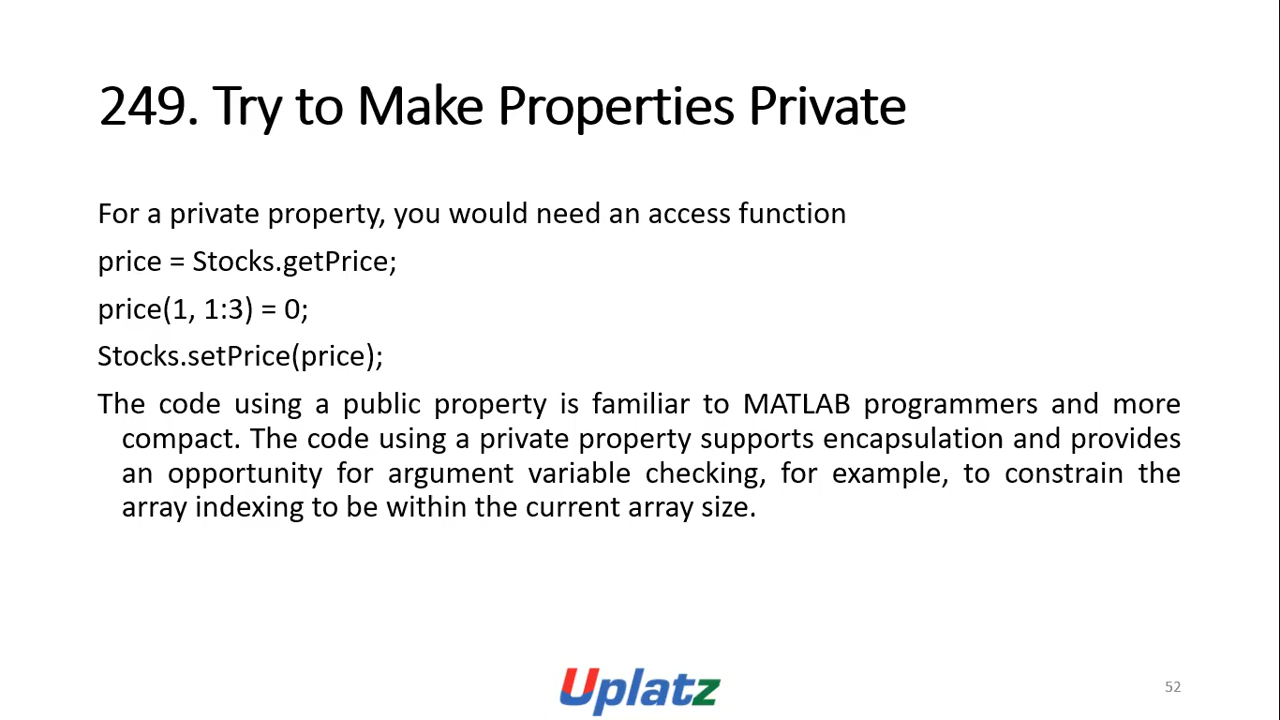 249. Try to Make Properties Private
For a private property, you would need an access function
price = Stocks.getPrice;
price(1, 1:3) = 0;
Stocks.setPrice(price);
The code using a public property is familiar to MATLAB programmers and more
compact. The code using a private property supports encapsulation and provides
an opportunity for argument variable checking, for example, to constrain the
array indexing to be within the current array size.
Uplatz
52